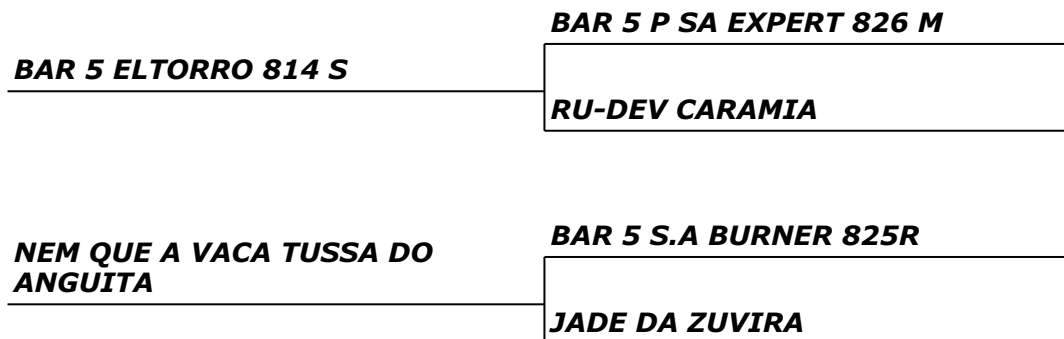 BAR 5 P SA EXPERT 826 M
BAR 5 ELTORRO 814 S
RU-DEV CARAMIA
BAR 5 S.A BURNER 825R
NEM QUE A VACA TUSSA DO
ANGUITA
JADE DA ZUVIRA